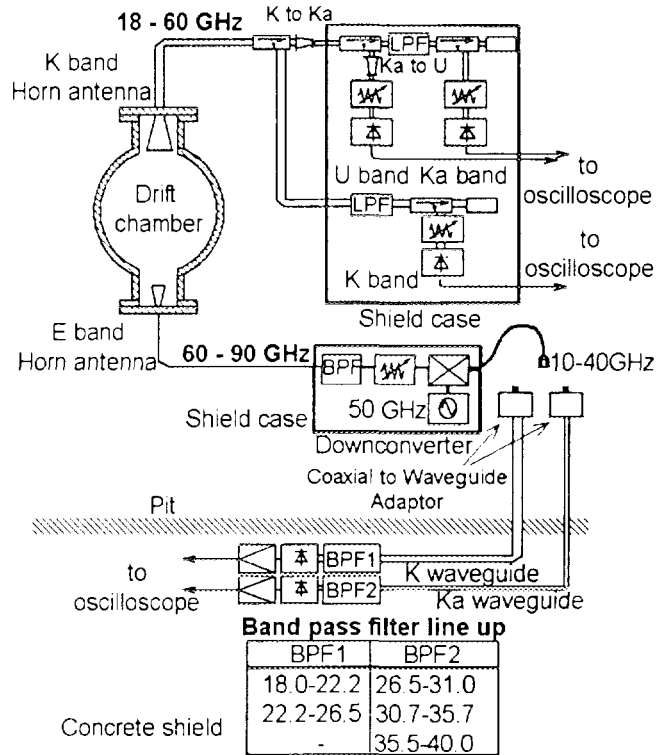 18 - 60 GHz
K to Ka
K band
Horn antenna
LPF
Ka to U
Drift
chamber
U band
Ka band
to
oscilloscope
LPF
to
oscilloscope
K band
Shield case
E band
Horn antenna
60 - 90 GHz
BPF
10-40GHz
50 GHz
Shield case
Downconverter
Coaxial to Waveguide
Adaptor
Pit
BPF1
to
oscilloscope
K waveguide
BPF2
Ka waveguide
Band pass filter line up
BPF1 BPF2
18.0-22.2 26.5-31.0
22.2-26.5 30.7-35.7
- 35.5-40.0
Concrete shield